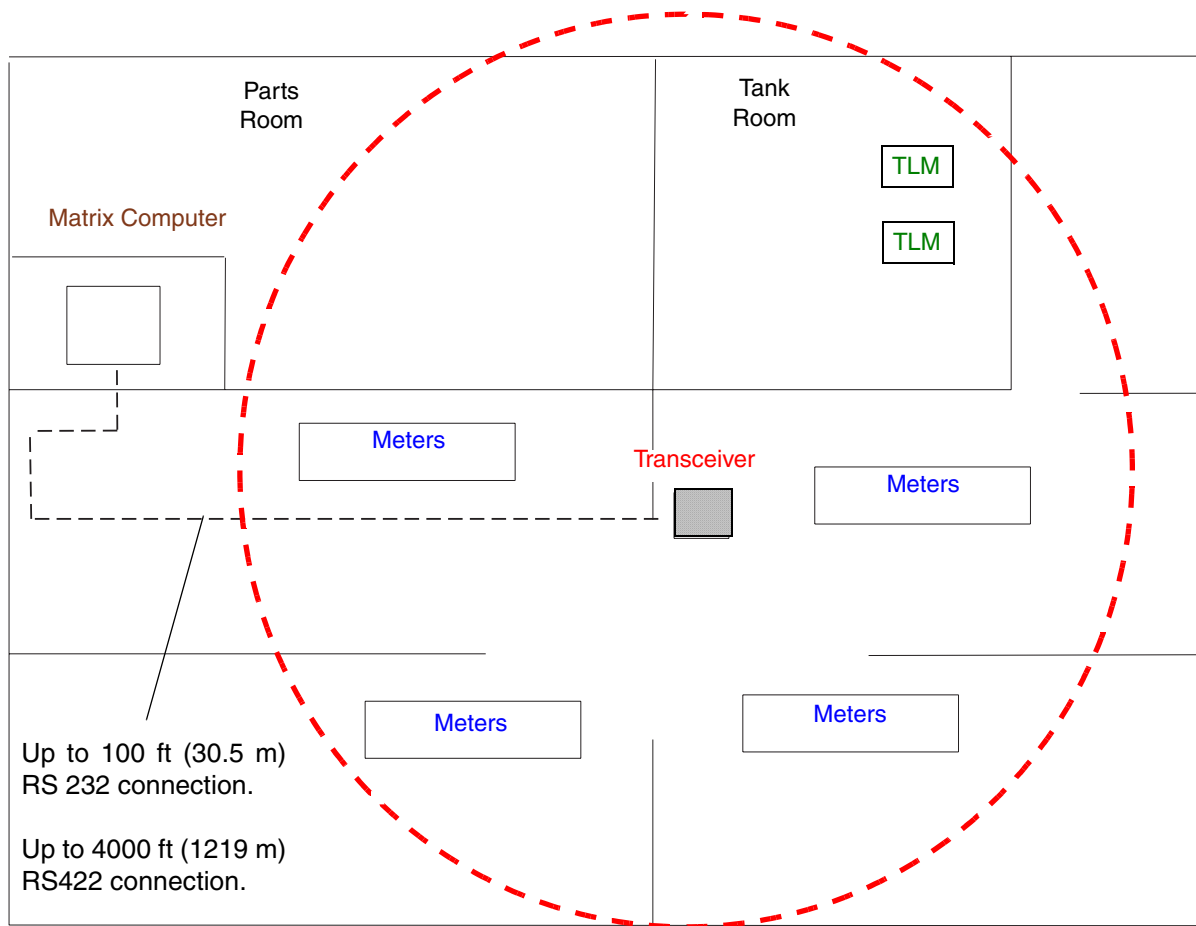 Parts
Room
Tank
Room
TLM
Matrix Computer
TLM
Meters
Transceiver
Meters
Meters
Meters
Up to 100 ft (30.5 m)
RS 232 connection.
Up to 4000 ft (1219 m)
RS422 connection.